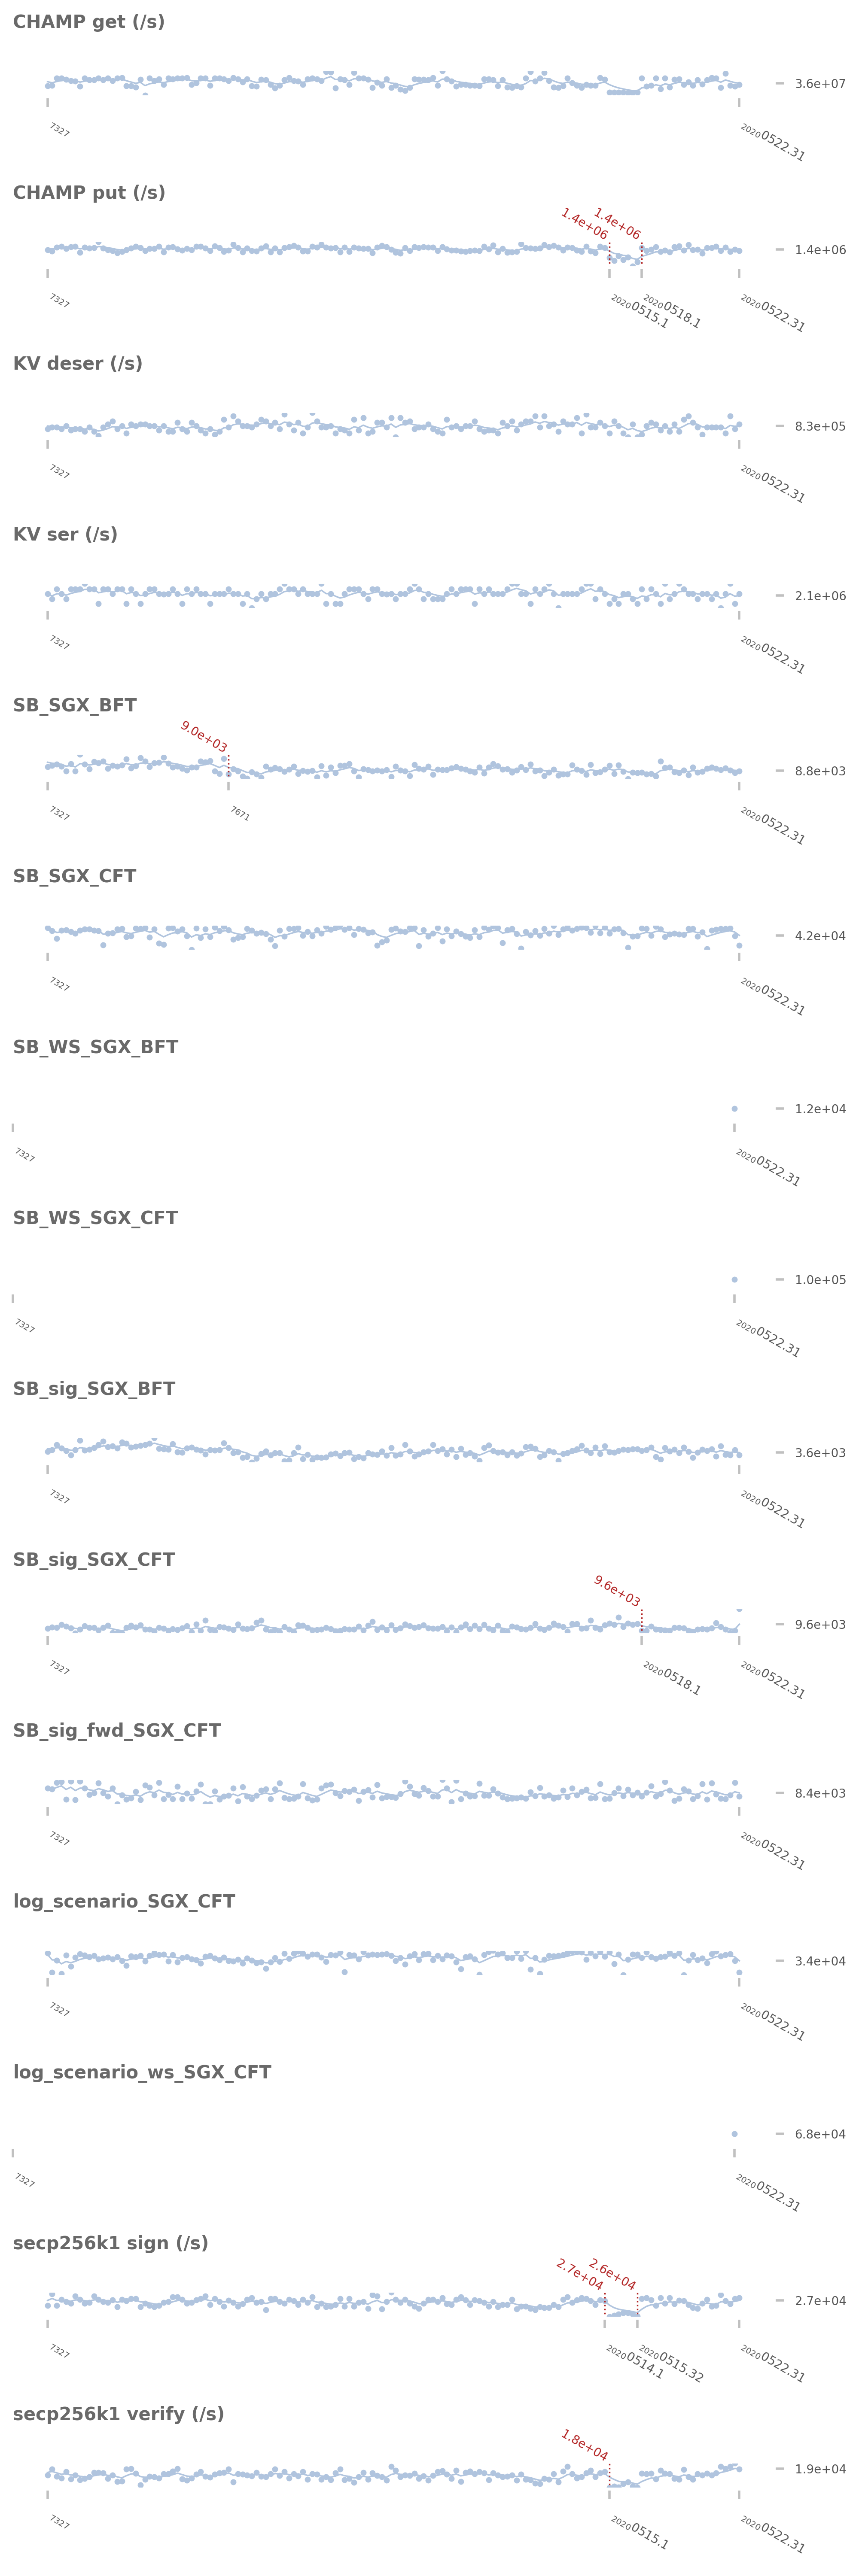 CHAMP get (/s)
3.6e+07
7327
20200522.31
CHAMP put (/s)
1.4e+06
1.4e+06
1.4e+06
7327
20200515.1
20200518.1
20200522.31
KV deser (/s)
8.3e+05
7327
20200522.31
KV ser (/s)
2.1e+06
7327
20200522.31
SB_SGX_BFT
9.0e+03
8.8e+03
7327
7671
20200522.31
SB_SGX_CFT
4.2e+04
7327
20200522.31
SB_WS_SGX_BFT
1.2e+04
7327
20200522.31
SB_WS_SGX_CFT
1.0e+05
7327
20200522.31
SB_sig_SGX_BFT
3.6e+03
7327
20200522.31
SB_sig_SGX_CFT
9.6e+03
9.6e+03
7327
20200518.1
20200522.31
SB_sig_fwd_SGX_CFT
8.4e+03
7327
20200522.31
log_scenario_SGX_CFT
3.4e+04
7327
20200522.31
log_scenario_ws_SGX_CFT
6.8e+04
7327
20200522.31
secp256k1 sign (/s)
2.7e+04
2.6e+04
2.7e+04
7327
20200514.1
20200515.32
20200522.31
secp256k1 verify (/s)
1.8e+04
1.9e+04
7327
20200515.1
20200522.31